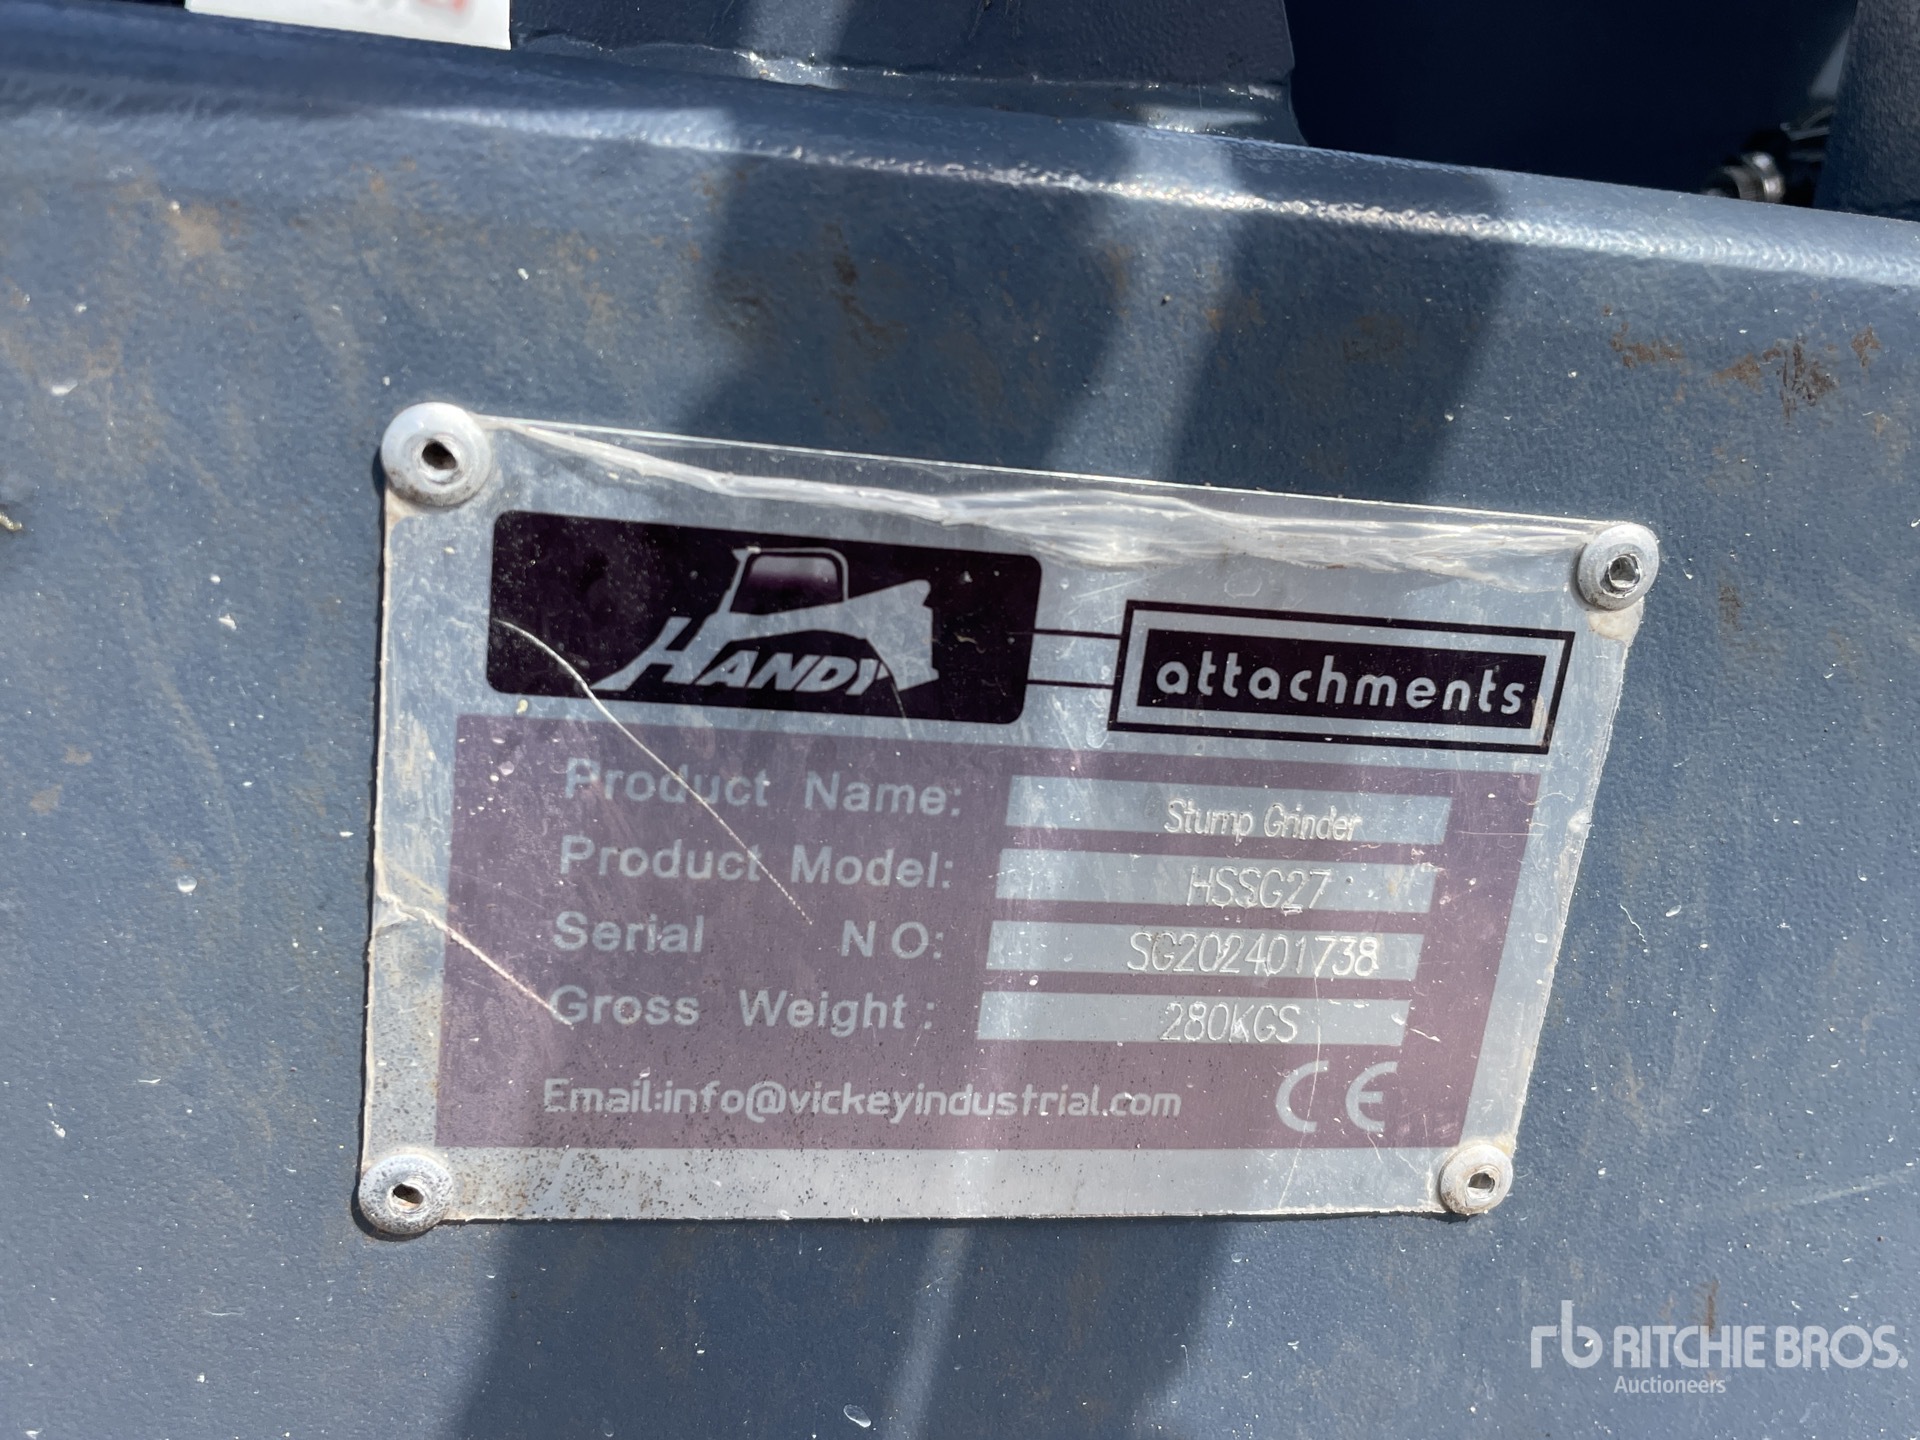 HANDY
attachments
Product Name: Stump Grinder
Product Model: HSSG27
Serial NO: SG202401738
Gross Weight: 280KGS
Email:info@vickeyindustrial.com CE
rb RITCHIE BROS.
Auctioneers